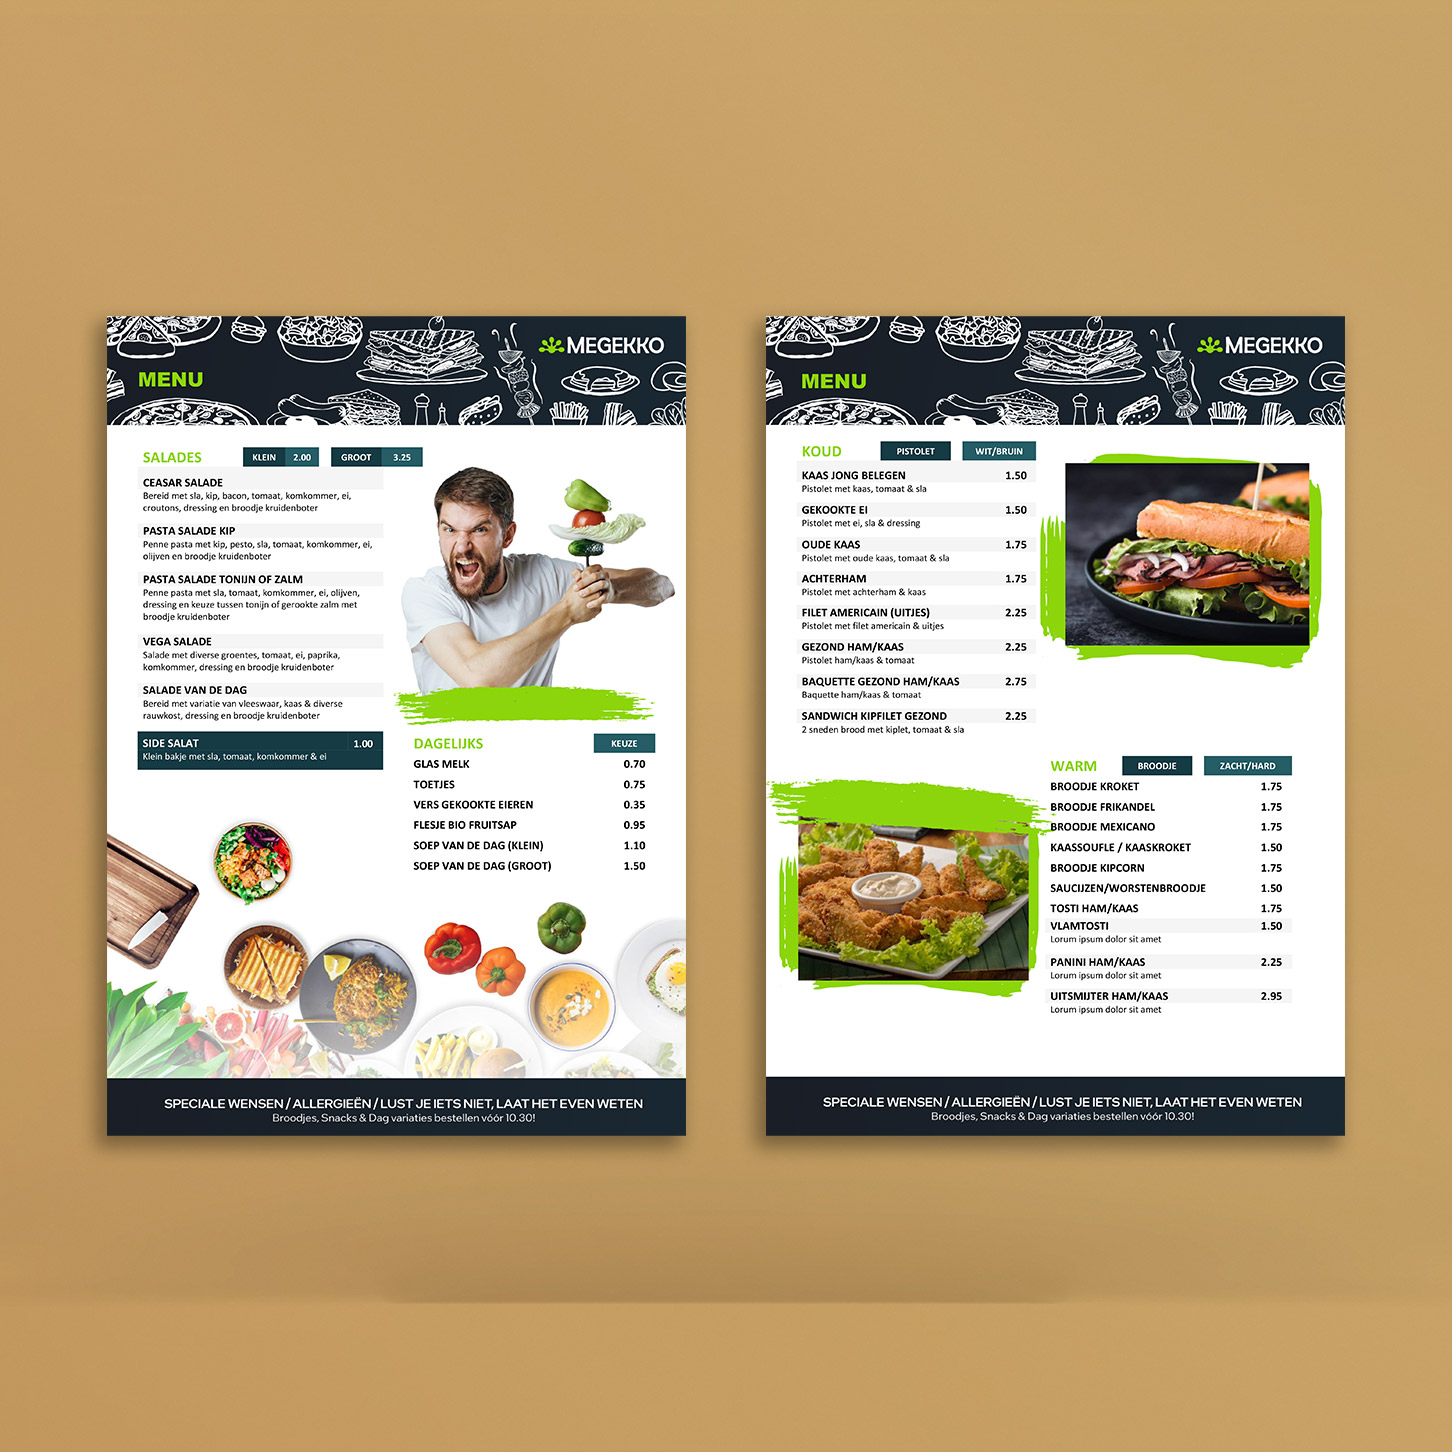 MEGEKKO
MENU
SALADES
KLEIN 2.00 GROOT 3.25
CEASAR SALADE
Bereid met sla, kip, bacon, tomaat, komkommer, ei,
croutons, dressing en broodje kruidenboter
PASTA SALADE KIP
Penne pasta met kip, pesto, sla, tomaat, komkommer, ei,
olijven en broodje kruidenboter
PASTA SALADE TONIJN OF ZALM
Penne pasta met sla, tomaat, komkommer, ei, olijven,
dressing en keuze tussen tonijn of gerookte zalm met
broodje kruidenboter
VEGA SALADE
Salade met diverse groentes, tomaat, ei, paprika,
komkommer, dressing en broodje kruidenboter
SALADE VAN DE DAG
Bereid met variatie van vleeswaar, kaas & diverse
rauwkost, dressing en broodje kruidenboter
SIDE SALAT 1.00
Klein bakje met sla, tomaat, komkommer & ei
DAGELIJKS KEUZE
GLAS MELK 0.70
TOETJES 0.75
VERS GEKOOKTE EIEREN 0.35
FLESJE BIO FRUITSAP 0.95
SOEP VAN DE DAG (KLEIN) 1.10
SOEP VAN DE DAG (GROOT) 1.50
SPECIALE WENSEN / ALLERGIEËN / LUST JE IETS NIET, LAAT HET EVEN WETEN
Broodjes, Snacks & Dag variaties bestellen vóór 10.30!
MEGEKKO
MENU
KOUD PISTOLET WIT/BRUIN
KAAS JONG BELEGEN 1.50
Pistolet met kaas, tomaat & sla
GEKOOKTE EI 1.50
Pistolet met ei, sla & dressing
OUDE KAAS 1.75
Pistolet met oude kaas, tomaat & sla
ACHTERHAM 1.75
Pistolet met achterham & kaas
FILET AMERICAIN (UITJES) 2.25
Pistolet met filet americain & uitjes
GEZOND HAM/KAAS 2.25
Pistolet ham/kaas & tomaat
BAQUETTE GEZOND HAM/KAAS 2.75
Baquette ham/kaas & tomaat
SANDWICH KIPFILET GEZOND 2.25
2 sneden brood met kiplet, tomaat & sla
WARM BROODJE ZACHT/HARD
BROODJE KROKET 1.75
BROODJE FRIKANDEL 1.75
BROODJE MEXICANO 1.75
KAASSOUFLE / KAASKROKET 1.50
BROODJE KIPCORN 1.75
SAUCIJZEN/WORSTENBROODJE 1.50
TOSTI HAM/KAAS 1.75
VLAMTOSTI 1.50
Lorum ipsum dolor sit amet
PANINI HAM/KAAS 2.25
Lorum ipsum dolor sit amet
UITSMIJTER HAM/KAAS 2.95
Lorum ipsum dolor sit amet
SPECIALE WENSEN / ALLERGIEËN / LUST JE IETS NIET, LAAT HET EVEN WETEN
Broodjes, Snacks & Dag variaties bestellen vóór 10.30!